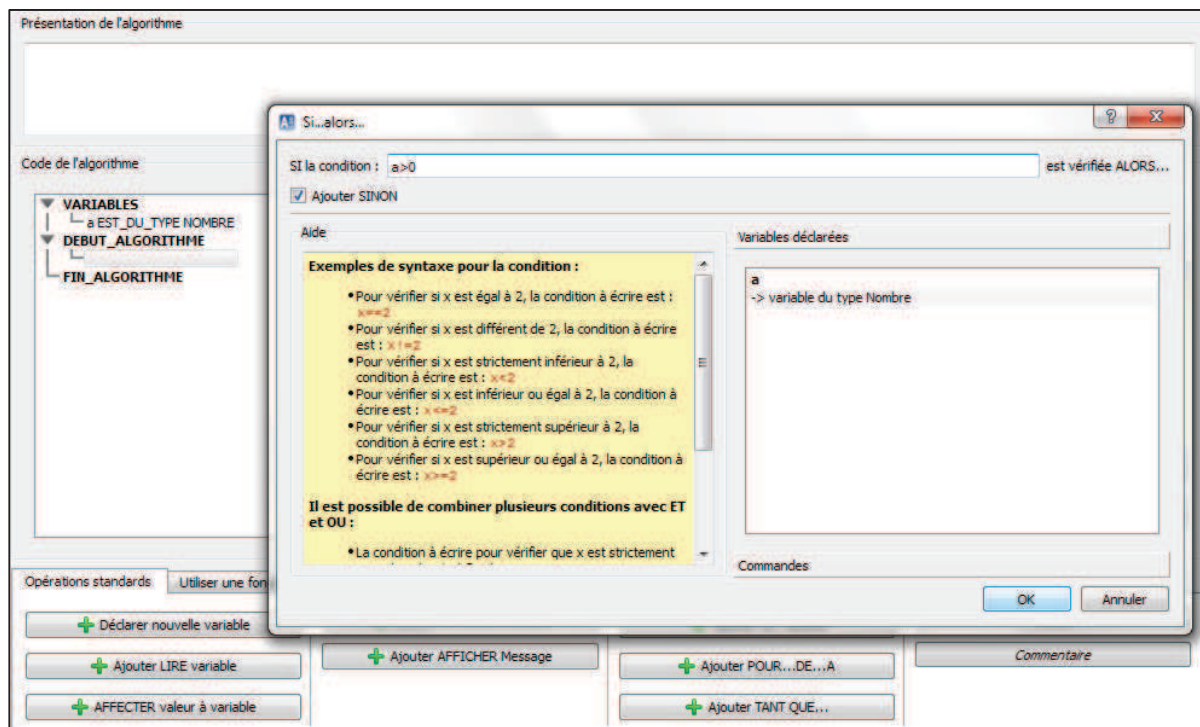 Présentation de l'algorithme
Si...alors...
Code de l'algorithme
SI la condition : a>0 est vérifiée ALORS...
Ajouter SINON
VARIABLES
a EST_DU_TYPE NOMBRE
DEBUT_ALGORITHME
FIN_ALGORITHME
Aide
Exemples de syntaxe pour la condition :
•Pour vérifier si x est égal à 2, la condition à écrire est :
x==2
•Pour vérifier si x est différent de 2, la condition à écrire
est : x!=2
•Pour vérifier si x est strictement inférieur à 2, la
condition à écrire est : x<2
•Pour vérifier si x est inférieur ou égal à 2, la condition à
écrire est : x<=2
•Pour vérifier si x est strictement supérieur à 2, la
condition à écrire est : x>2
•Pour vérifier si x est supérieur ou égal à 2, la condition à
écrire est : x>=2
Il est possible de combiner plusieurs conditions avec ET
et OU :
•La condition à écrire pour vérifier que x est strictement
Variables déclarées
a
-> variable du type Nombre
Commandes
OK
Annuler
Opérations standards
Utiliser une fon
Déclarer nouvelle variable
Ajouter LIRE variable
AFFECTER valeur à variable
Ajouter AFFICHER Message
Ajouter POUR...DE...A
Ajouter TANT QUE...
Commentaire